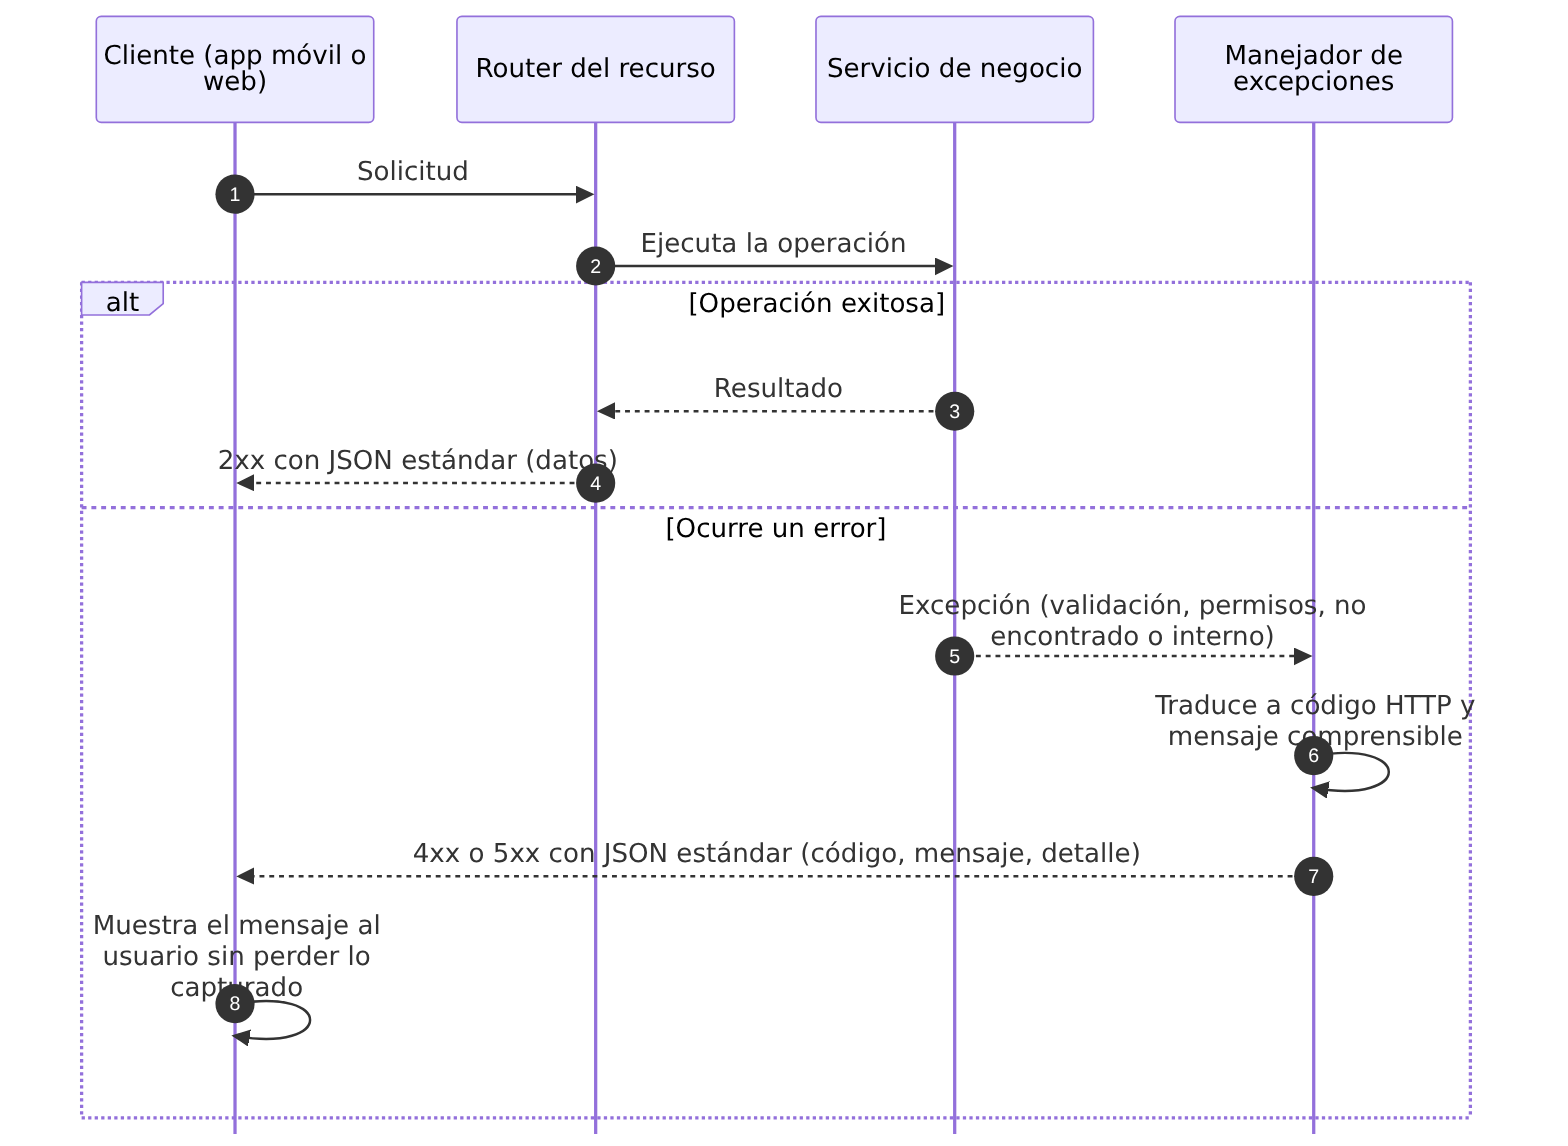 Cliente (app móvil o
web)
Router del recurso
Servicio de negocio
Manejador de
excepciones
Solicitud
1
Ejecuta la operación
2
alt
[Operación exitosa]
Resultado
3
2xx con JSON estándar (datos)
4
[Ocurre un error]
Excepción (validación, permisos, no
encontrado o interno)
5
Traduce a código HTTP y
mensaje comprensible
6
4xx o 5xx con JSON estándar (código, mensaje, detalle)
7
Muestra el mensaje al
usuario sin perder lo
capturado
8